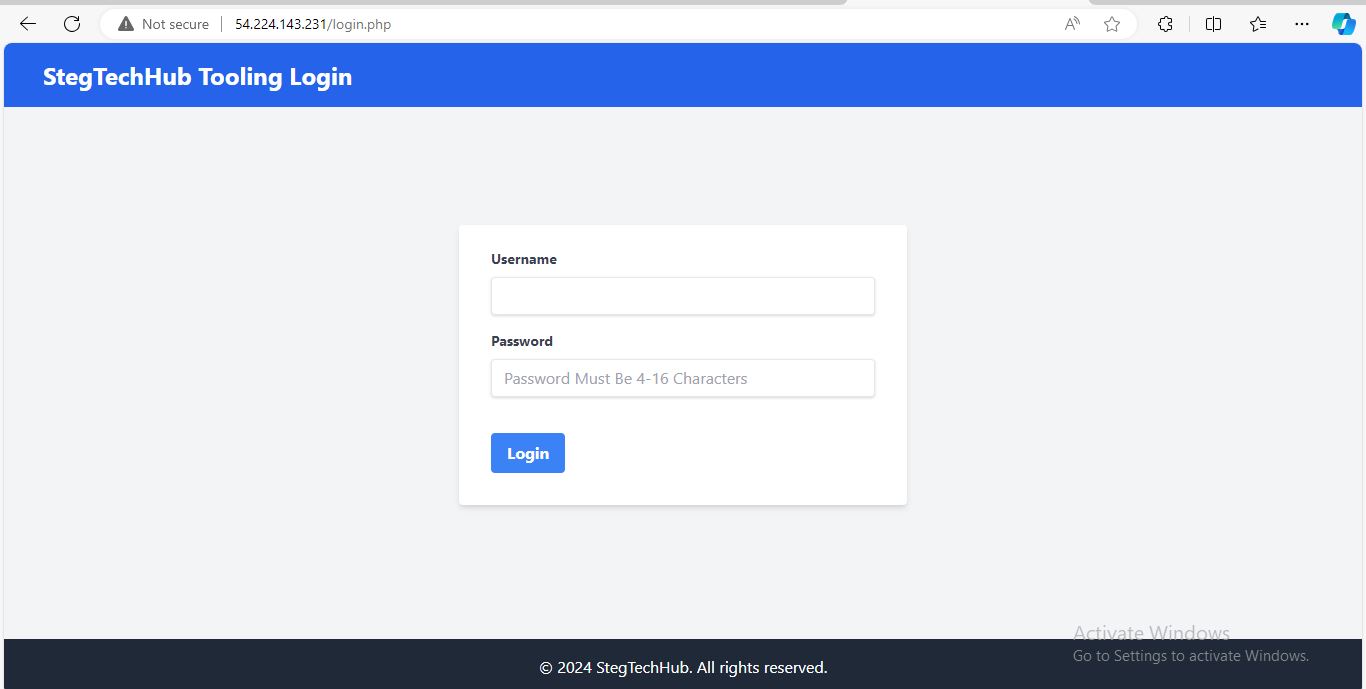 Not secure
54.224.143.231/login.php
StegTechHub Tooling Login
Username
Password
Password Must Be 4-16 Characters
Login
Activate Windows
Go to Settings to activate Windows.
© 2024 StegTechHub. All rights reserved.